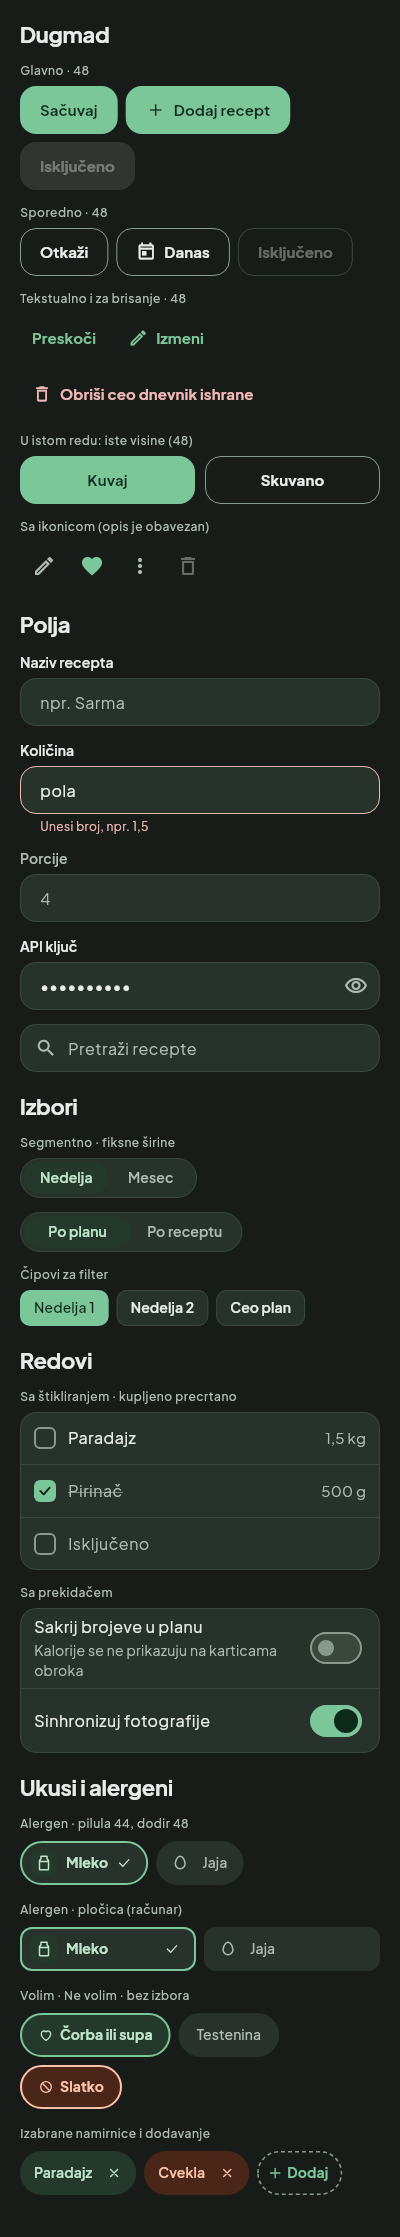 Dugmad
Glavno · 48
Sačuvaj
Dodaj recept
Isključeno
Sporedno · 48
Otkaži
Danas
Isključeno
Tekstualno i za brisanje · 48
Preskoči
Izmeni
Obriši ceo dnevnik ishrane
U istom redu: iste visine (48)
Kuvaj
Skuvano
Sa ikonicom (opis je obavezan)
Polja
Naziv recepta
npr. Sarma
Količina
pola
Unesi broj, npr. 1,5
Porcije
4
API ključ
••••••••••
Pretraži recepte
Izbori
Segmentno · fiksne širine
Nedelja
Mesec
Po planu
Po receptu
Čipovi za filter
Nedelja 1
Nedelja 2
Ceo plan
Redovi
Sa štikliranjem · kupljeno precrtano
Paradajz 1,5 kg
Pirinač 500 g
Isključeno
Sa prekidačem
Sakrij brojeve u planu
Kalorije se ne prikazuju na karticama
obroka
Sinhronizuj fotografije
Ukusi i alergeni
Alergen · pilula 44, dodir 48
Mleko
Jaja
Alergen · pločica (računar)
Mleko
Jaja
Volim · Ne volim · bez izbora
Čorba ili supa
Testenina
Slatko
Izabrane namirnice i dodavanje
Paradajz
Cvekla
Dodaj